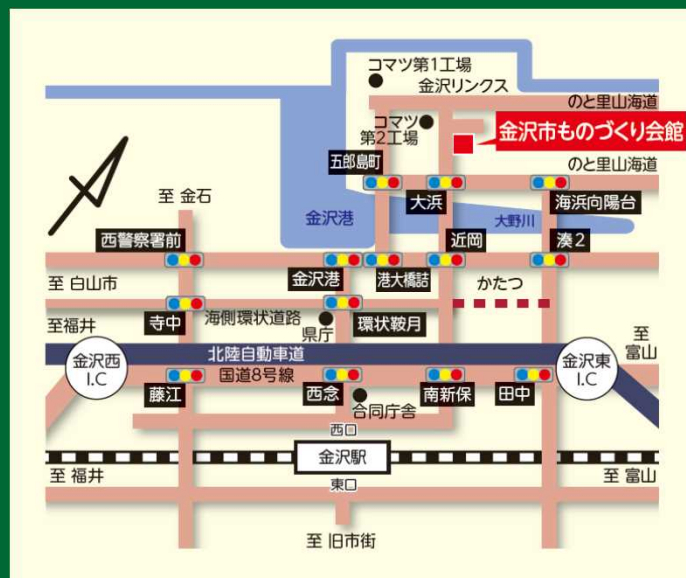 コマツ第1工場
金沢リンクス
のと里山海道
コマツ
第2工場
金沢市ものづくり会館
五郎島町
のと里山海道
大浜
海浜向陽台
至 金石
金沢港
大野川
西警察署前
金沢港
港大橋詰
近岡
湊2
至 白山市
かたつ
寺中
海側環状道路
県庁
環状鞍月
至福井
至
富山
金沢西
I.C
北陸自動車道
金沢東
I.C
国道8号線
藤江
西念
南新保
田中
合同庁舎
西口
金沢駅
至 福井
東口
至 富山
至 旧市街